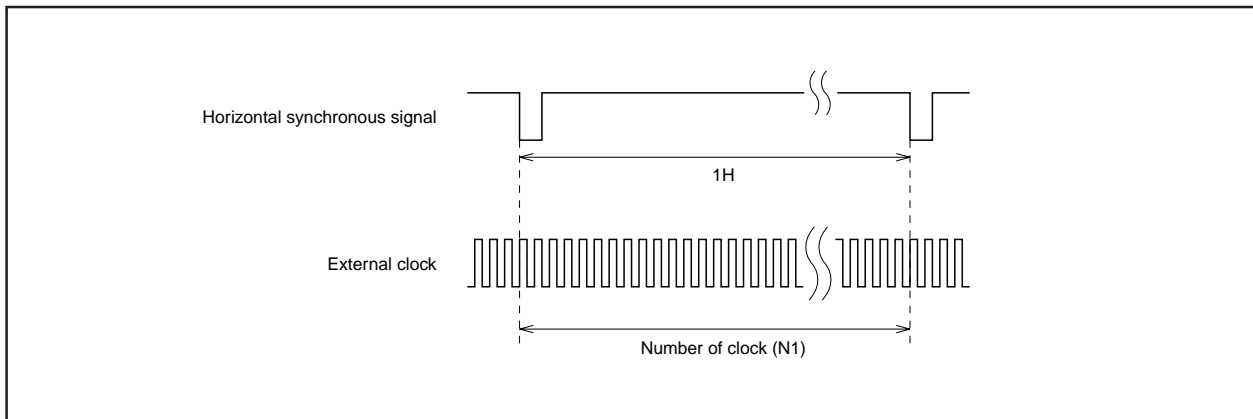 Horizontal synchronous signal
1H
External clock
Number of clock (N1)